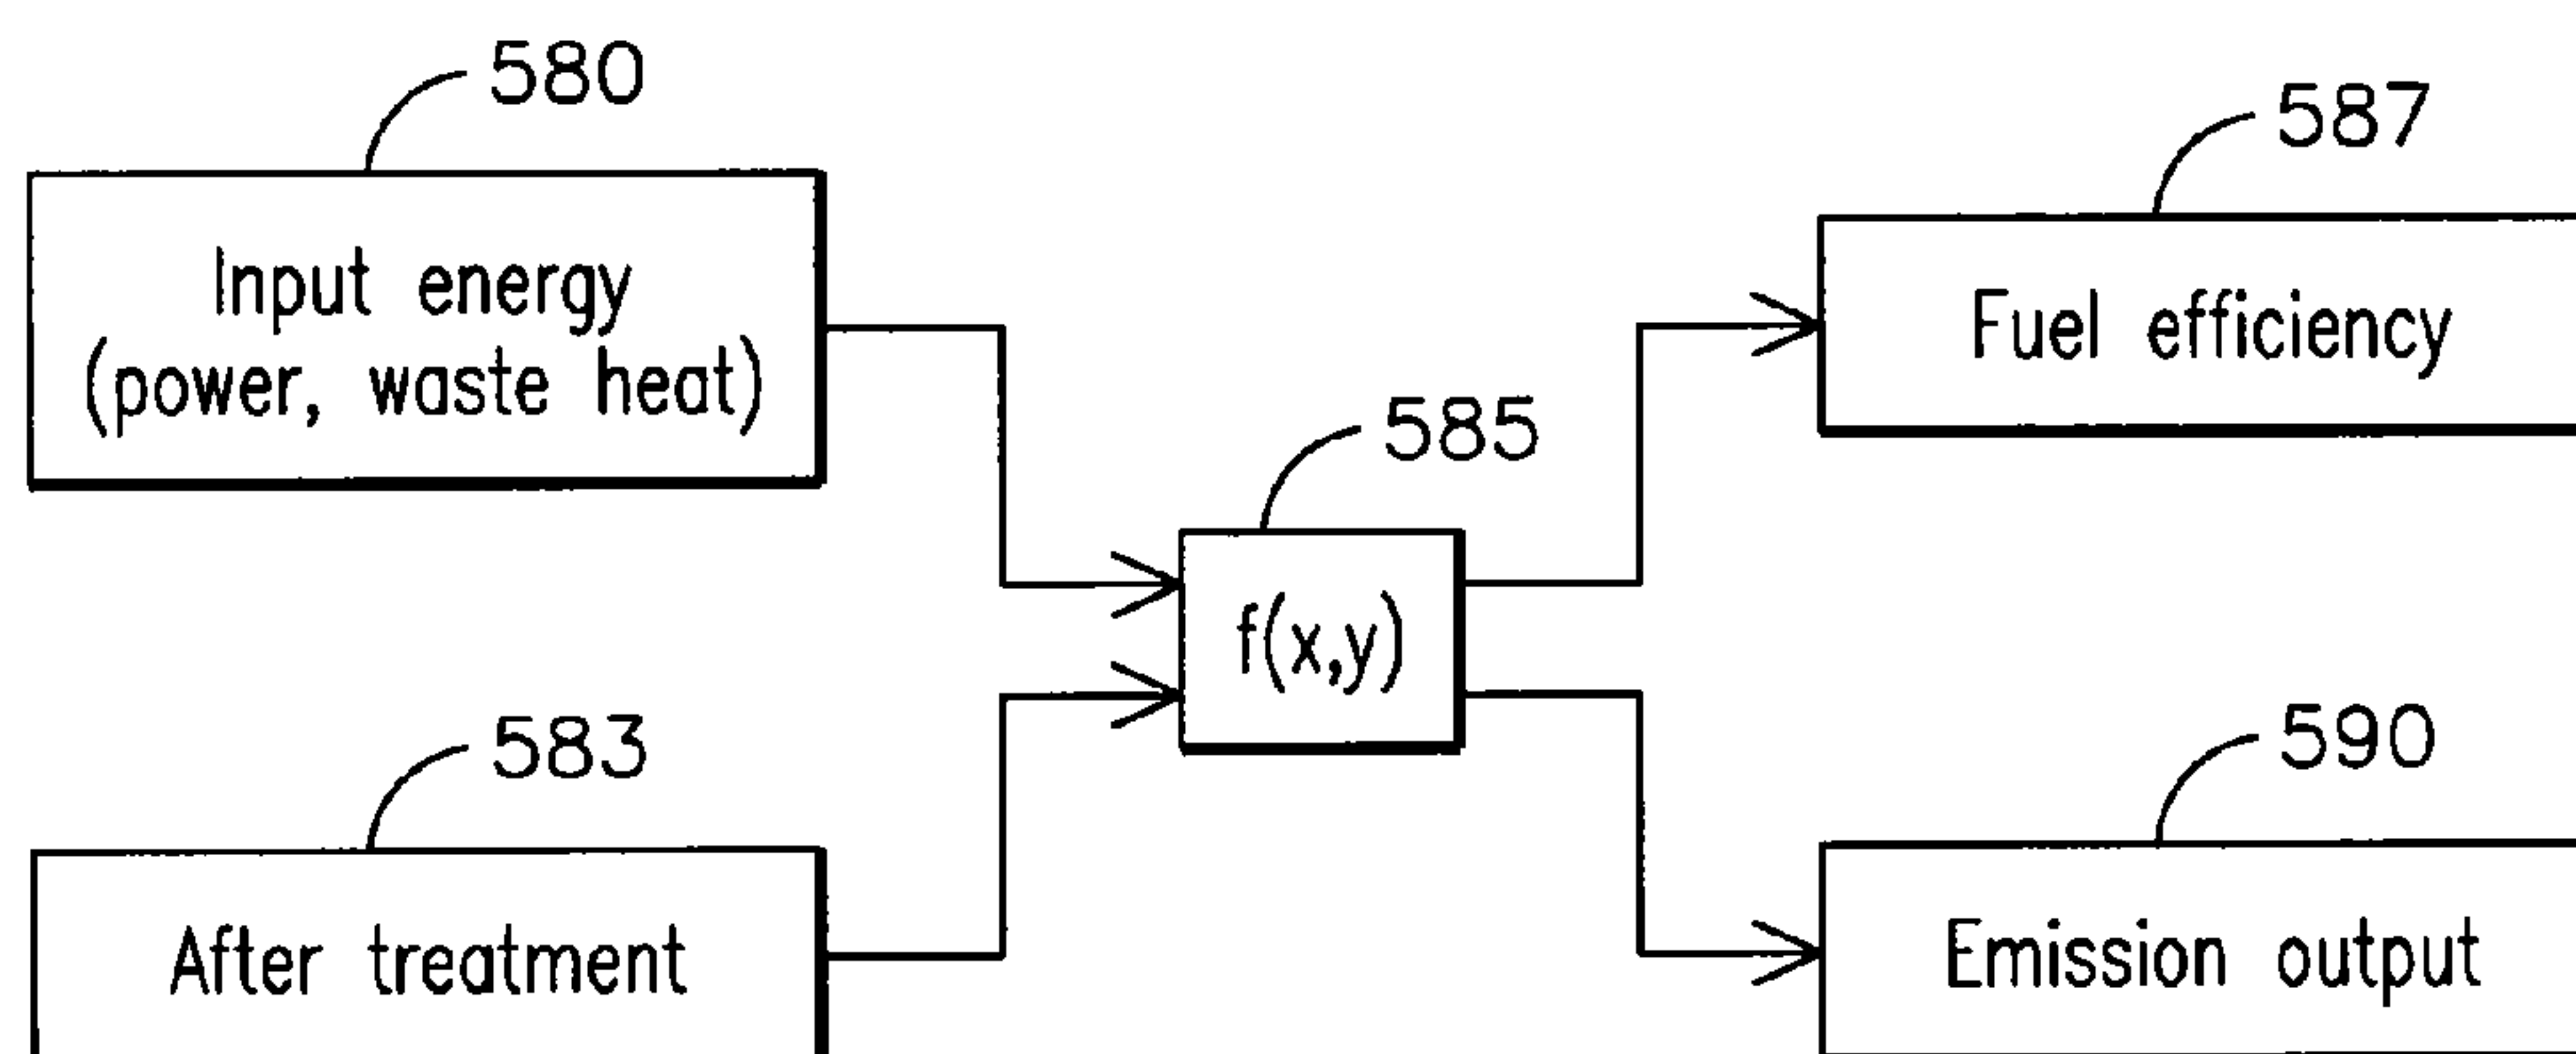 580
Input energy
(power, waste heat)
583
After treatment
585
f(x,y)
587
Fuel efficiency
590
Emission output